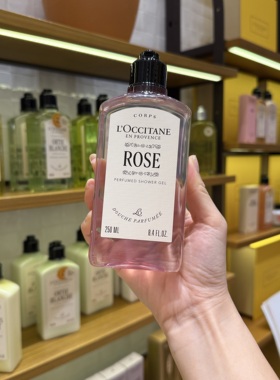 CORPS
L'OCCITANE
EN PROVENCE
ROSE
PERFUMED SHOWER GEL
DOUCHE PARFUMÉE
250 ML 8.4 FL.OZ.